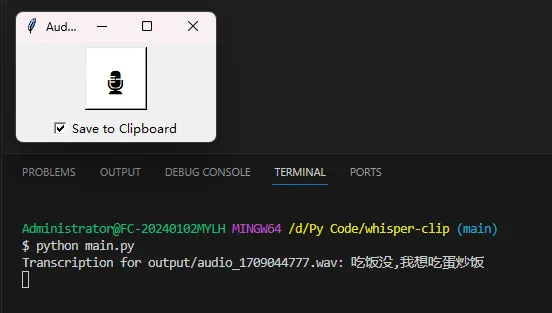 Aud...
Save to Clipboard
PROBLEMS OUTPUT DEBUG CONSOLE TERMINAL PORTS
Administrator@FC-20240102MYLH MINGW64 /d/Py Code/whisper-clip (main)
$ python main.py
Transcription for output/audio_1709044777.wav: 吃饭没,我想吃蛋炒饭